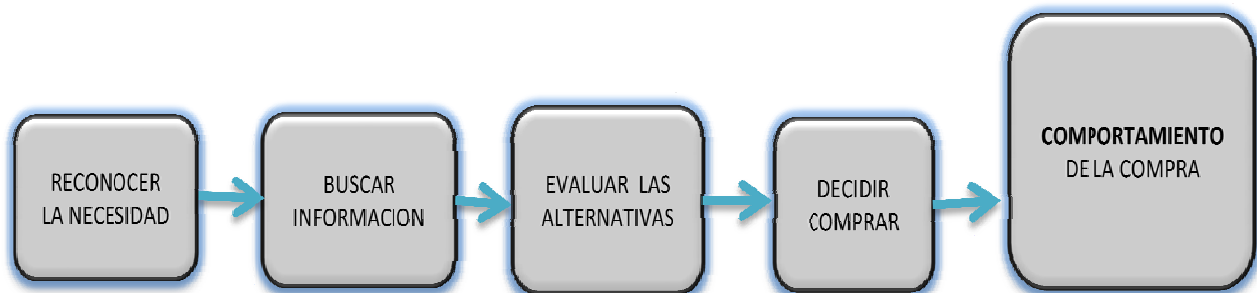 RECONOCER
LA NECESIDAD
BUSCAR
INFORMACION
EVALUAR LAS
ALTERNATIVAS
DECIDIR
COMPRAR
COMPORTAMIENTO
DE LA COMPRA